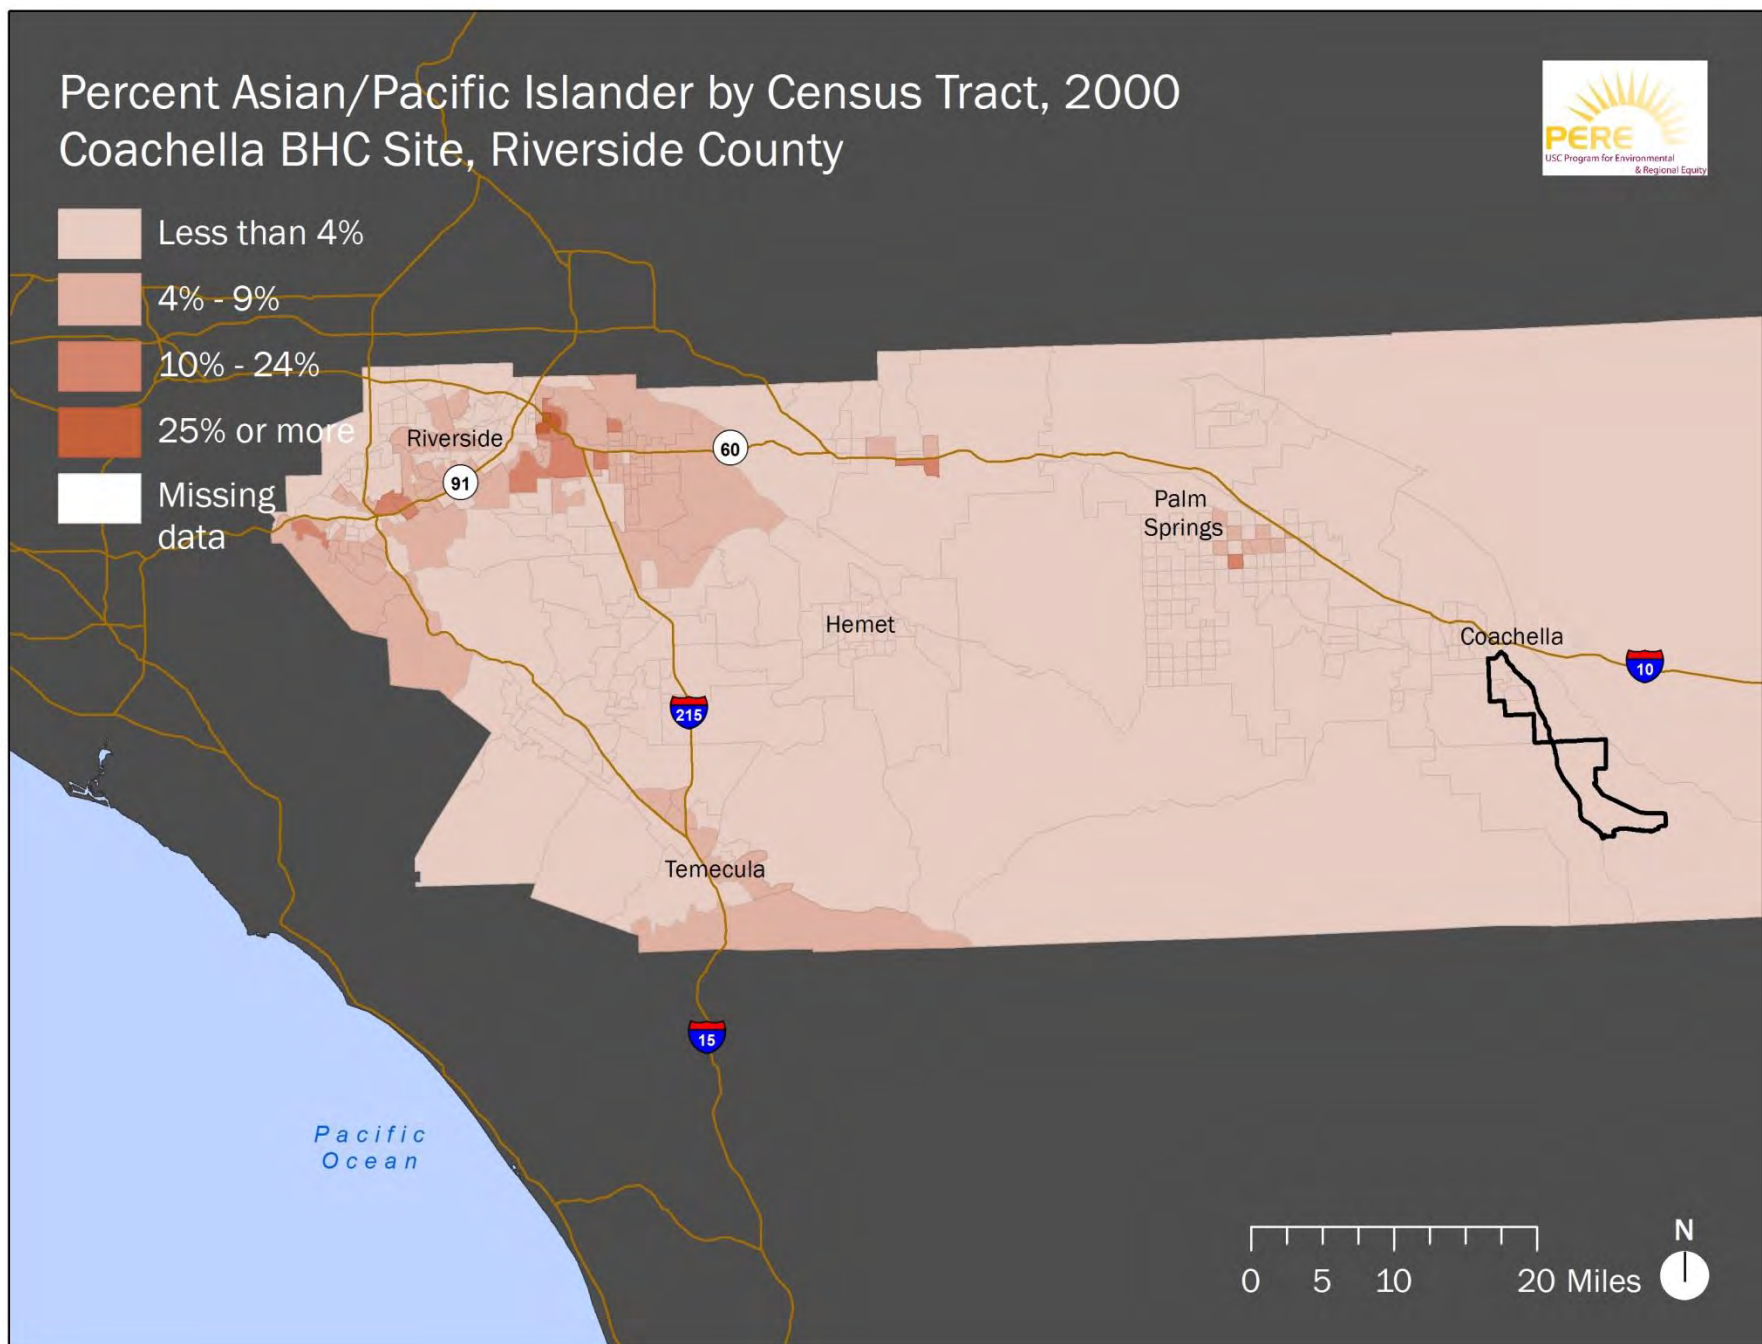 Percent Asian/Pacific Islander by Census Tract, 2000
Coachella BHC Site, Riverside County
PERE
USC Program for Environmental
& Regional Equity
Less than 4%
4% - 9%
10% - 24%
25% or more
Missing
data
Riverside
91
60
Palm
Springs
Hemet
Coachella
10
215
Temecula
15
Pacific
Ocean
N
0 5 10 20 Miles